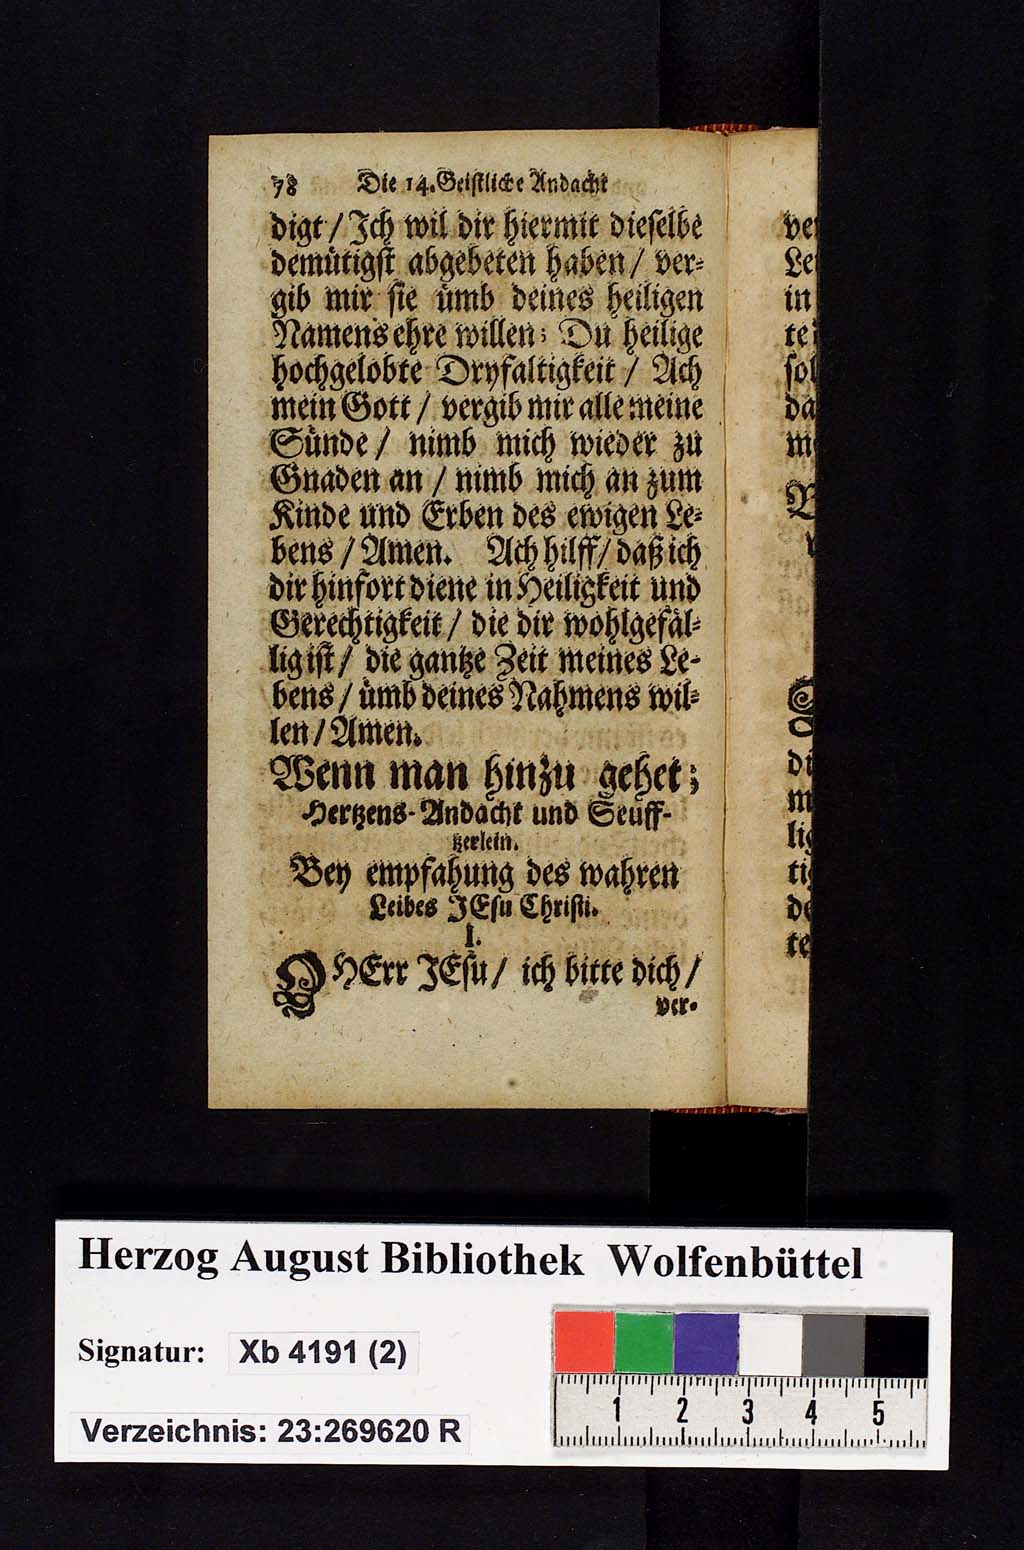 78 Die 14. Geistliche Andacht
digt / Ich wil dir hiermit dieselbe
demütigst abgebeten haben / ver-
gib mir sie ümb deines heiligen
Namens ehre willen; Du heilige
hochgelobte Dryfaltigkeit / Ach
mein Gott / vergib mir alle meine
Sünde / nimb mich wieder zu
Gnaden an / nimb mich an zum
Kinde und Erben des ewigen Le-
bens / Amen. Ach hilff / daß ich
dir hinfort diene in Heiligkeit und
Gerechtigkeit / die dir wohlgefäl-
lig ist / die gantze Zeit meines Le-
bens / ümb deines Nahmens wil-
len / Amen.
Wenn man hinzu gehet;
Hertzens-Andacht und Seuff-
tzerlein.
Bey empfahung des wahren
Leibes JEsu Christi.
I.
O HErr JEsu / ich bitte dich /
ver-
Herzog August Bibliothek Wolfenbüttel
Signatur: Xb 4191 (2)
Verzeichnis: 23:269620 R
1 2 3 4 5